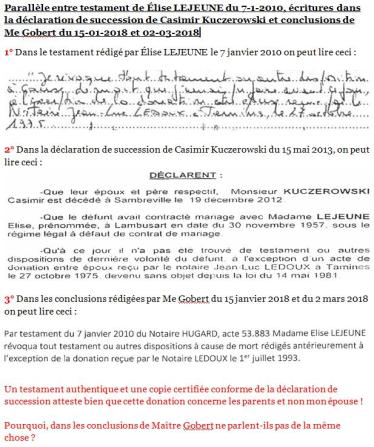 Parallèle entre testament de Élise LEJEUNE du 7-1-2010, écritures dans
la déclaration de succession de Casimir Kuczerowski et conclusions de
Me Gobert du 15-01-2018 et 02-03-2018
1° Dans le testament rédigé par Élise LEJEUNE le 7 janvier 2010 on peut lire ceci :
"Je révoque tout testament ou autre disposition
à cause de mort que j'aurai pu faire avant ce jour,
à l'exception de la donation reçue par le
Notaire Jean-Luc LEDOUX à Tamines, le 27 octobre
2° Dans la déclaration de succession de Casimir Kuczerowski du 15 mai 2013, on peut
lire ceci :
DÉCLARENT :
-Que leur époux et père respectif, Monsieur KUCZEROWSKI
Casimir est décédé à Sambreville le 19 décembre 2012.
-Que le défunt avait contracté mariage avec Madame LEJEUNE
Elise, prénommée, à Lambusart en date du 30 novembre 1957, sous le
régime légal à défaut de contrat de mariage.
-Qu'à ce jour il n'a pas été trouvé de testament ou autres
dispositions de dernière volonté du défunt, à l'exception d'un acte de
donation entre époux reçu par le notaire Jean-Luc LEDOUX à Tamines
le 27 octobre 1975, devenu sans objet depuis la loi du 14 mai 1981
3° Dans les conclusions rédigées par Me Gobert du 15 janvier 2018 et du 2 mars 2018
on peut lire ceci :
Par testament du 7 janvier 2010 du Notaire HUGARD, acte 53.883 Madame Elise LEJEUNE
révoqua tout testament ou autres dispositions à cause de mort rédigés antérieurement à
l'exception de la donation reçue par le Notaire LEDOUX le 1er juillet 1993.
Un testament authentique et une copie certifiée conforme de la déclaration de
succession atteste bien que cette donation concerne les parents et non mon épouse !
Pourquoi, dans les conclusions de Maître Gobert ne parlent-ils pas de la même
chose ?